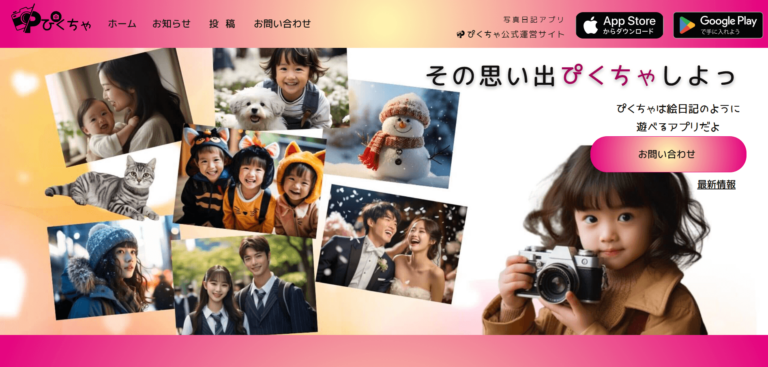 ぴくちゃ
ホーム
お知らせ
投 稿
お問い合わせ
写真日記アプリ
ぴくちゃ公式運営サイト
App Store
からダウンロード
Google Play
で手に入れよう
その思い出ぴくちゃしよっ
ぴくちゃは絵日記のように
遊べるアプリだよ
お問い合わせ
最新情報